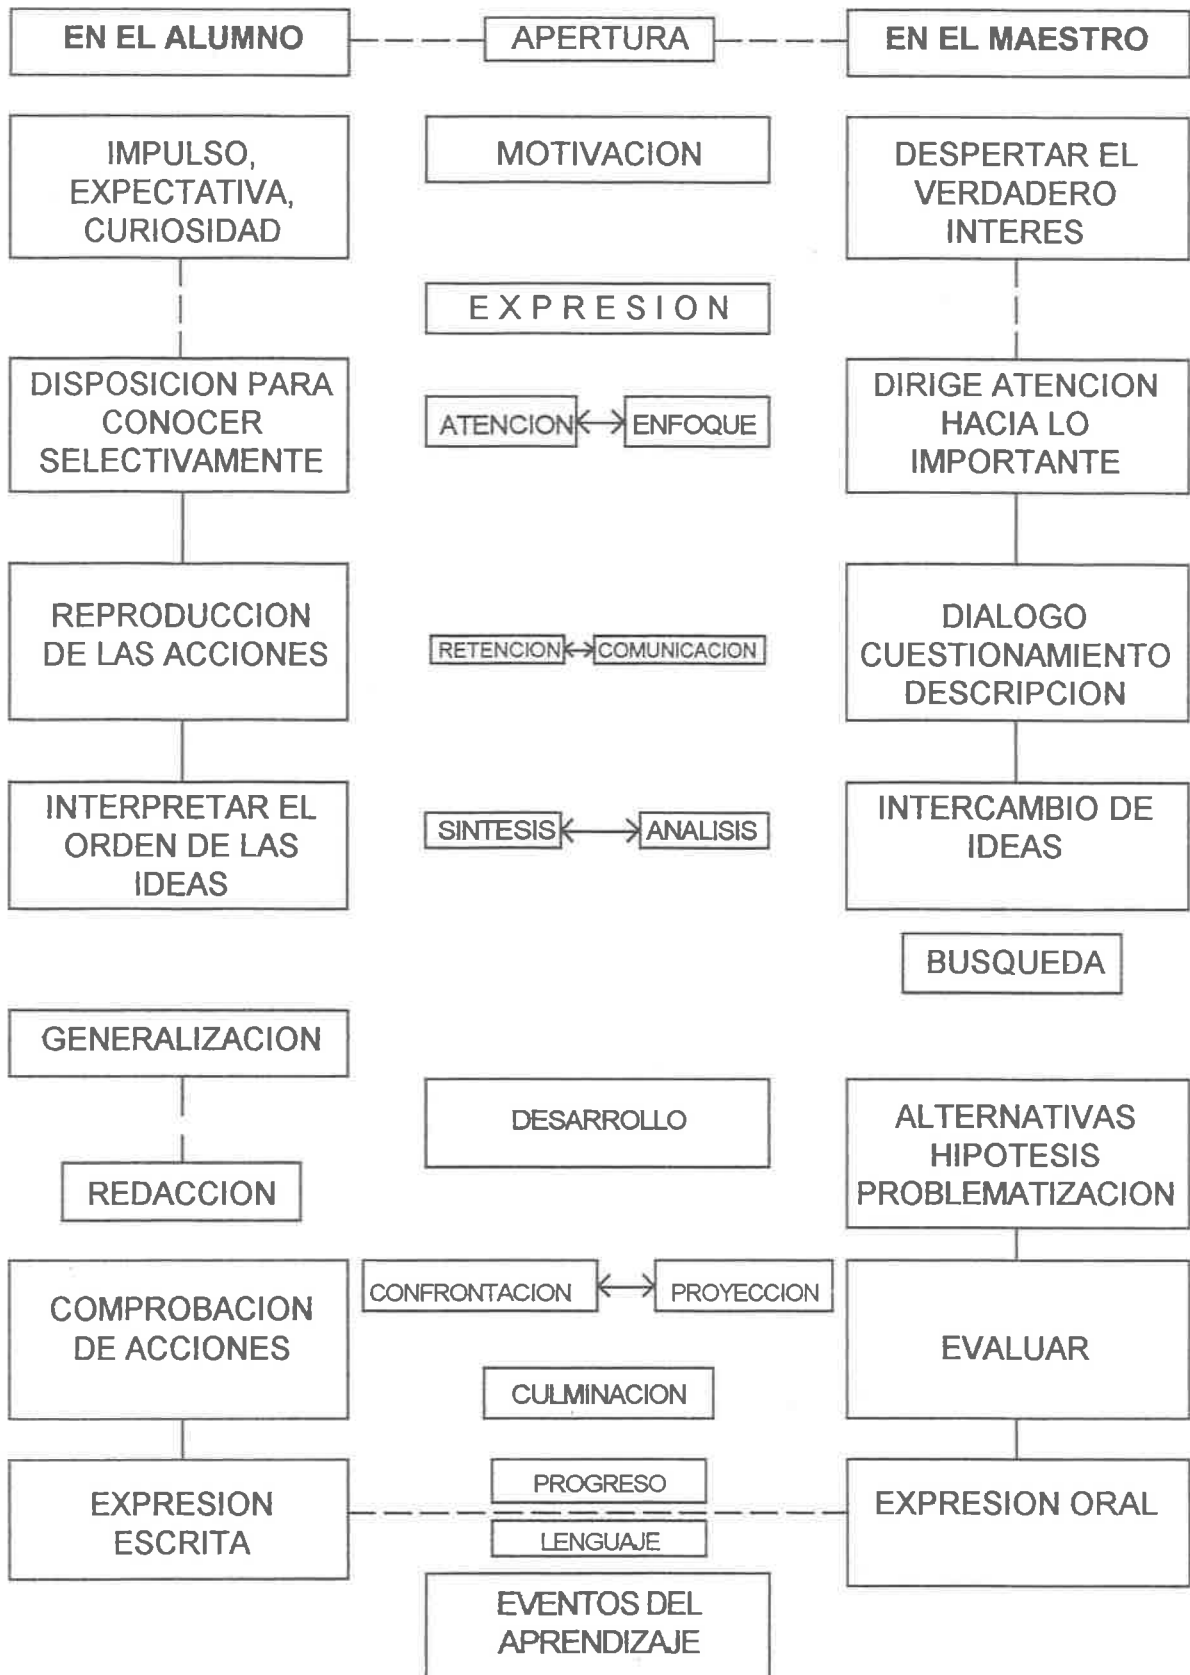 EN EL ALUMNO
APERTURA
EN EL MAESTRO
IMPULSO,
EXPECTATIVA,
CURIOSIDAD
MOTIVACION
DESPERTAR EL
VERDADERO
INTERES
EXPRESION
DISPOSICION PARA
CONOCER
SELECTIVAMENTE
ATENCION
ENFOQUE
DIRIGE ATENCION
HACIA LO
IMPORTANTE
REPRODUCCION
DE LAS ACCIONES
RETENCION
COMUNICACION
DIALOGO
CUESTIONAMIENTO
DESCRIPCION
INTERPRETAR EL
ORDEN DE LAS
IDEAS
SINTESIS
ANALISIS
INTERCAMBIO DE
IDEAS
BUSQUEDA
GENERALIZACION
DESARROLLO
ALTERNATIVAS
HIPOTESIS
PROBLEMATIZACION
REDACCION
COMPROBACION
DE ACCIONES
CONFRONTACION
PROYECCION
EVALUAR
CULMINACION
EXPRESION
ESCRITA
PROGRESO
LENGUAJE
EXPRESION ORAL
EVENTOS DEL
APRENDIZAJE